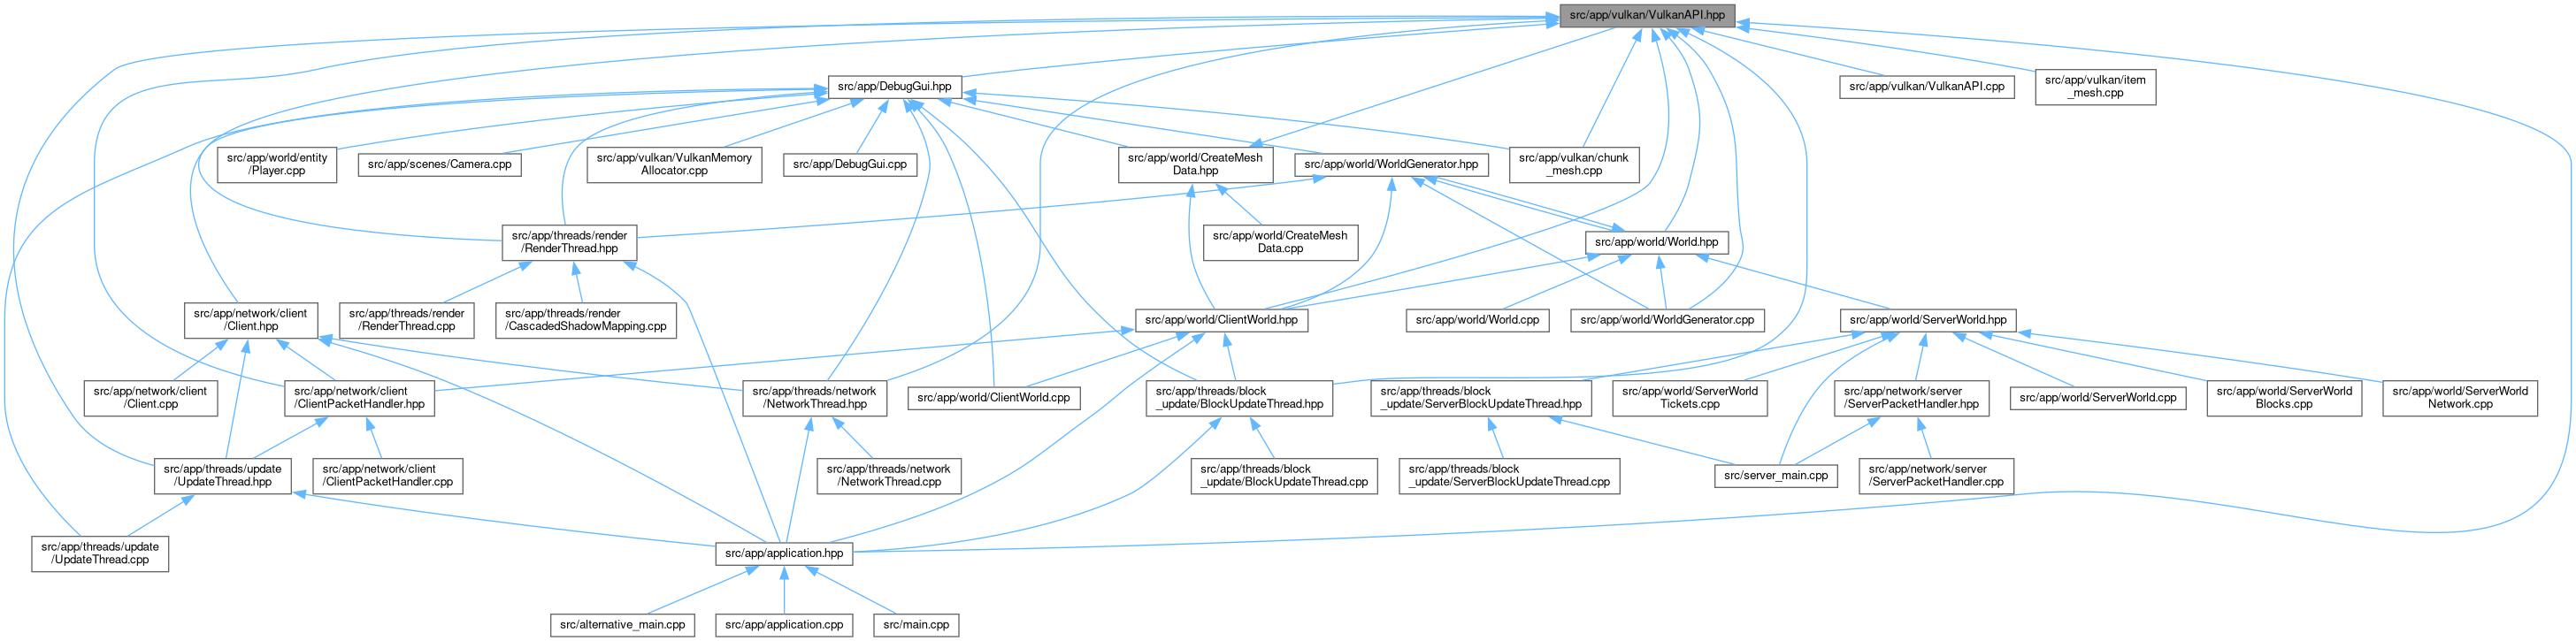 src/app/vulkan/VulkanAPI.hpp
src/app/DebugGui.hpp
src/app/vulkan/VulkanAPI.cpp
src/app/vulkan/item
_mesh.cpp
src/app/world/entity
/Player.cpp
src/app/scenes/Camera.cpp
src/app/vulkan/VulkanMemory
Allocator.cpp
src/app/DebugGui.cpp
src/app/world/CreateMesh
Data.hpp
src/app/world/WorldGenerator.hpp
src/app/vulkan/chunk
_mesh.cpp
src/app/threads/render
/RenderThread.hpp
src/app/world/CreateMesh
Data.cpp
src/app/world/World.hpp
src/app/network/client
/Client.hpp
src/app/threads/render
/RenderThread.cpp
src/app/threads/render
/CascadedShadowMapping.cpp
src/app/world/ClientWorld.hpp
src/app/world/World.cpp
src/app/world/WorldGenerator.cpp
src/app/world/ServerWorld.hpp
src/app/network/client
/Client.cpp
src/app/network/client
/ClientPacketHandler.hpp
src/app/threads/network
/NetworkThread.hpp
src/app/world/ClientWorld.cpp
src/app/threads/block
_update/BlockUpdateThread.hpp
src/app/threads/block
_update/ServerBlockUpdateThread.hpp
src/app/world/ServerWorld
Tickets.cpp
src/app/network/server
/ServerPacketHandler.hpp
src/app/world/ServerWorld.cpp
src/app/world/ServerWorld
Blocks.cpp
src/app/world/ServerWorld
Network.cpp
src/app/threads/update
/UpdateThread.hpp
src/app/network/client
/ClientPacketHandler.cpp
src/app/threads/network
/NetworkThread.cpp
src/app/threads/block
_update/BlockUpdateThread.cpp
src/app/threads/block
_update/ServerBlockUpdateThread.cpp
src/server_main.cpp
src/app/network/server
/ServerPacketHandler.cpp
src/app/threads/update
/UpdateThread.cpp
src/app/application.hpp
src/alternative_main.cpp
src/app/application.cpp
src/main.cpp